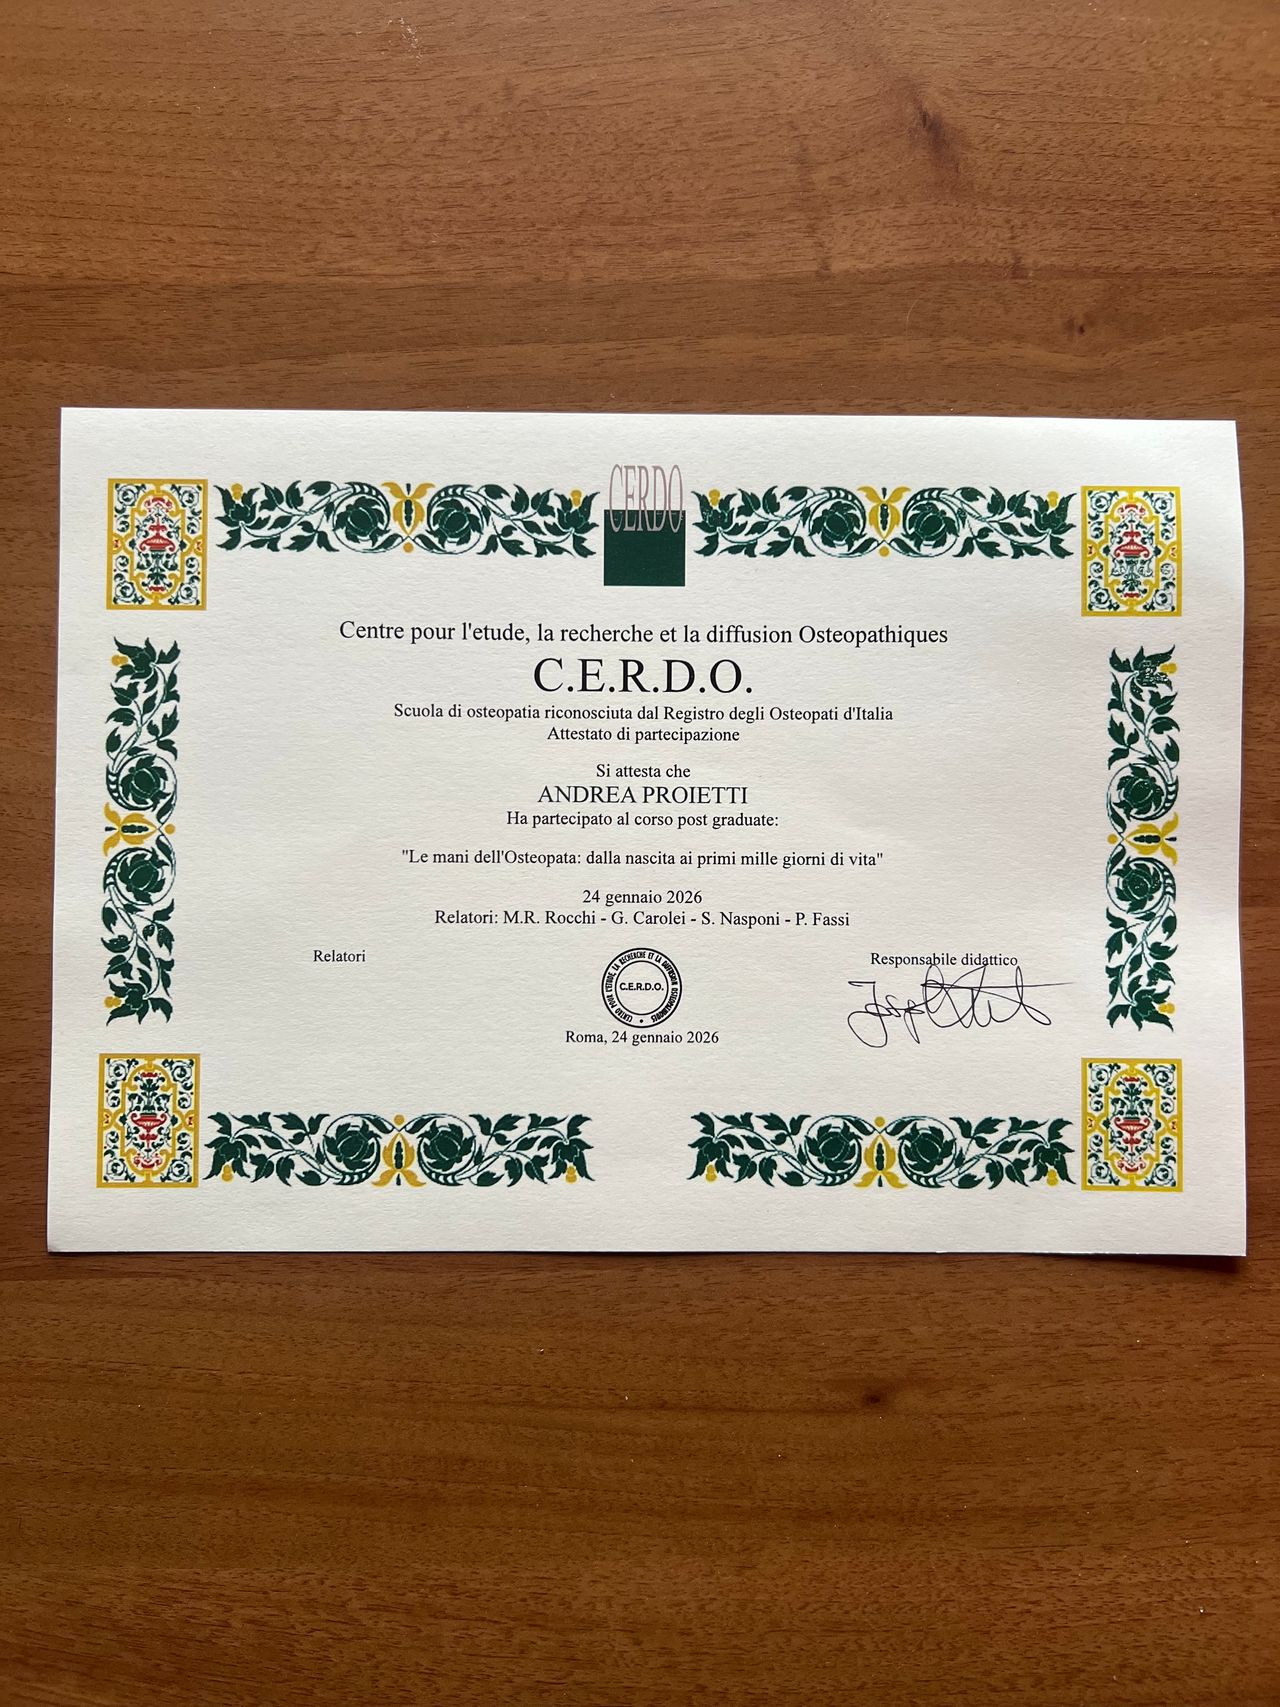 CERDO
Centre pour l'etude, la recherche et la diffusion Osteopathiques
C.E.R.D.O.
Scuola di osteopatia riconosciuta dal Registro degli Osteopati d'Italia
Attestato di partecipazione
Si attesta che
ANDREA PROIETTI
Ha partecipato al corso post graduate:
"Le mani dell'Osteopata: dalla nascita ai primi mille giorni di vita"
24 gennaio 2026
Relatori: M.R. Rocchi - G. Carolei - S. Nasponi - P. Fassi
Relatori
Responsabile didattico
C.E.R.D.O.
Roma, 24 gennaio 2026